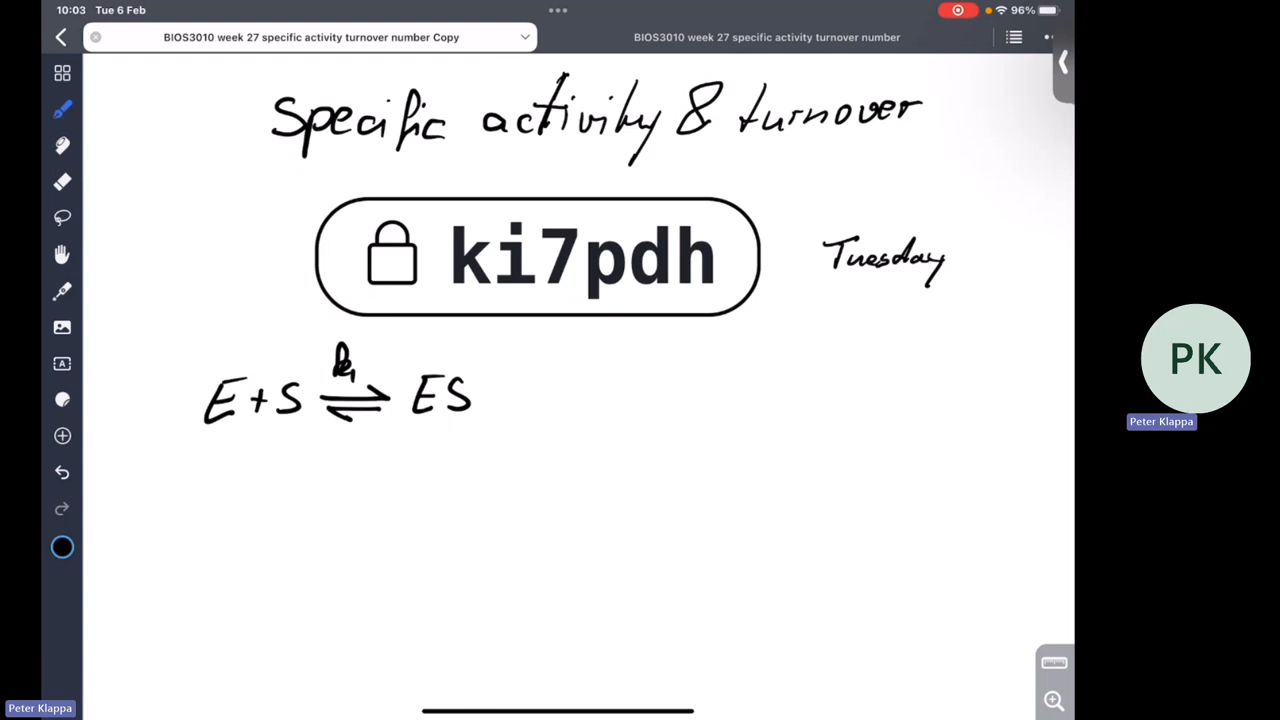 10:03 Tue 6 Feb
96%
BIOS3010 week 27 specific activity turnover number Copy
BIOS3010 week 27 specific activity turnover number
Specific activity & turnover
ki7pdh
Tuesday
k₁
E + S ⇌ ES
PK
Peter Klappa
Peter Klappa